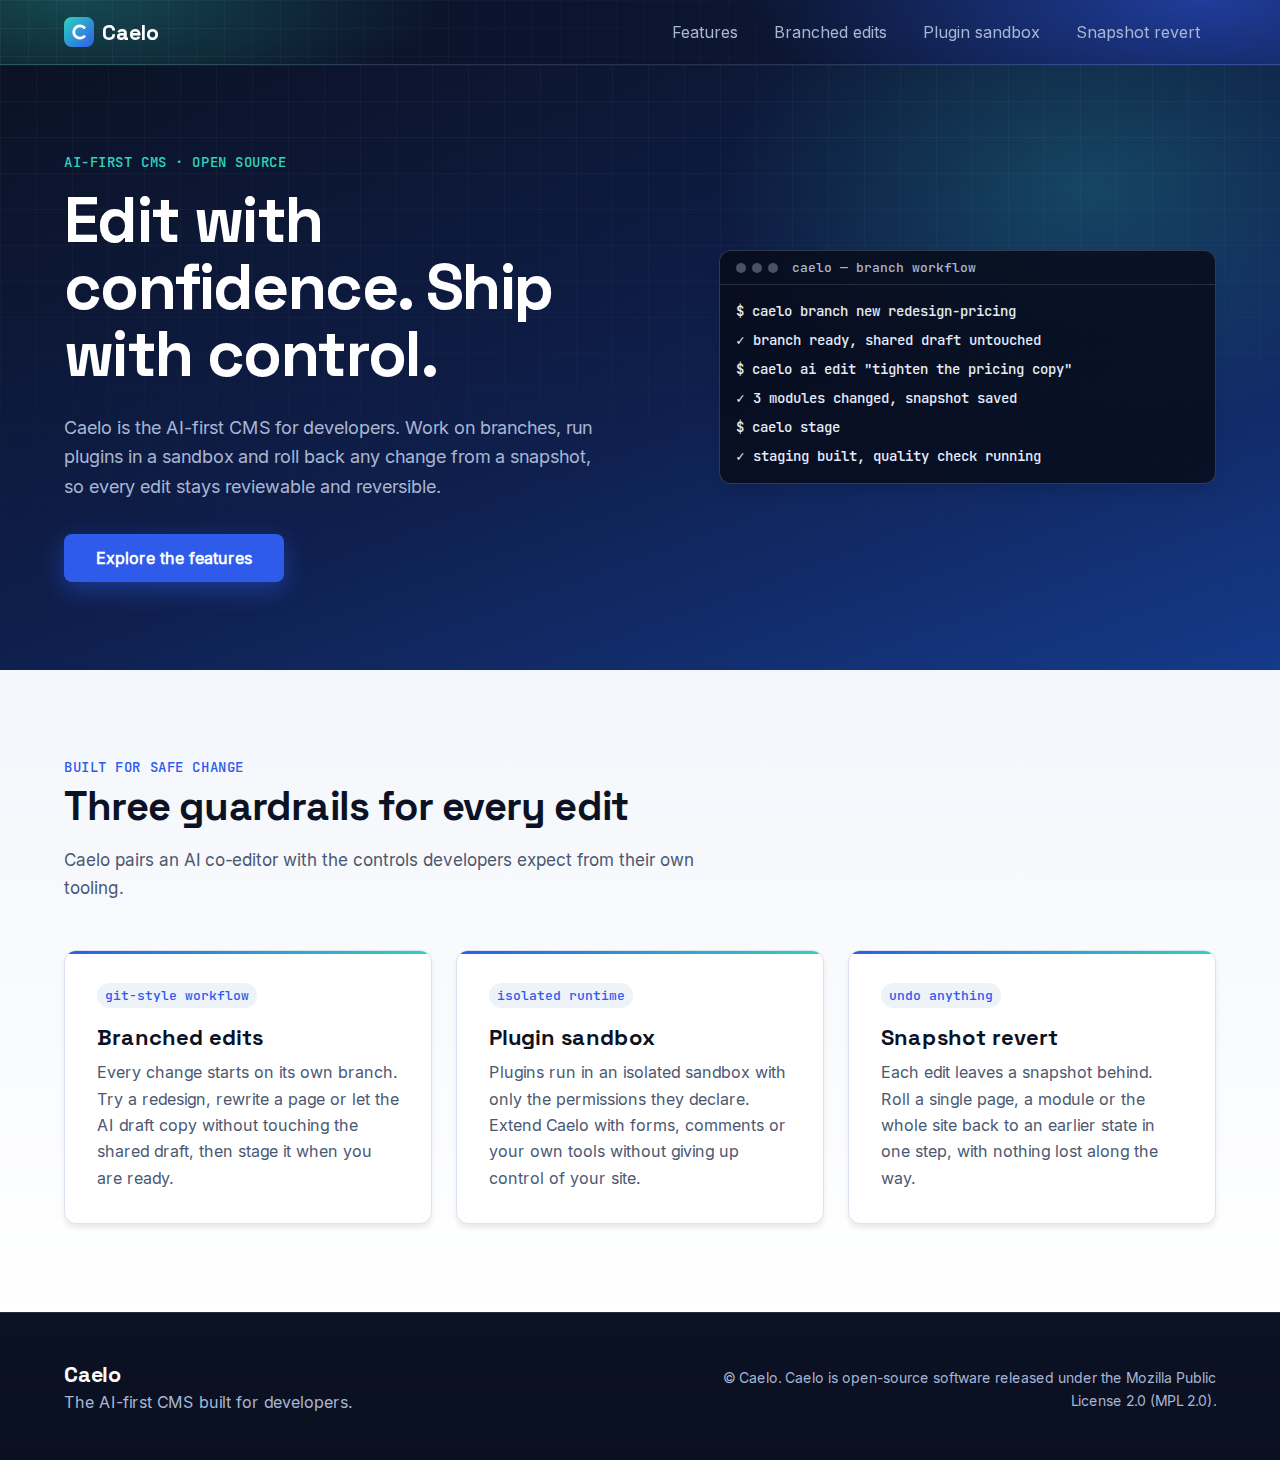 C Caelo
Features Branched edits Plugin sandbox Snapshot revert
AI-FIRST CMS · OPEN SOURCE
Edit with
confidence. Ship
with control.
Caelo is the AI-first CMS for developers. Work on branches, run
plugins in a sandbox and roll back any change from a snapshot,
so every edit stays reviewable and reversible.
Explore the features
caelo — branch workflow
$ caelo branch new redesign-pricing
✓ branch ready, shared draft untouched
$ caelo ai edit "tighten the pricing copy"
✓ 3 modules changed, snapshot saved
$ caelo stage
✓ staging built, quality check running
BUILT FOR SAFE CHANGE
Three guardrails for every edit
Caelo pairs an AI co-editor with the controls developers expect from their own
tooling.
git-style workflow
Branched edits
Every change starts on its own branch.
Try a redesign, rewrite a page or let the
AI draft copy without touching the
shared draft, then stage it when you
are ready.
isolated runtime
Plugin sandbox
Plugins run in an isolated sandbox with
only the permissions they declare.
Extend Caelo with forms, comments or
your own tools without giving up
control of your site.
undo anything
Snapshot revert
Each edit leaves a snapshot behind.
Roll a single page, a module or the
whole site back to an earlier state in
one step, with nothing lost along the
way.
Caelo
The AI-first CMS built for developers.
© Caelo. Caelo is open-source software released under the Mozilla Public
License 2.0 (MPL 2.0).